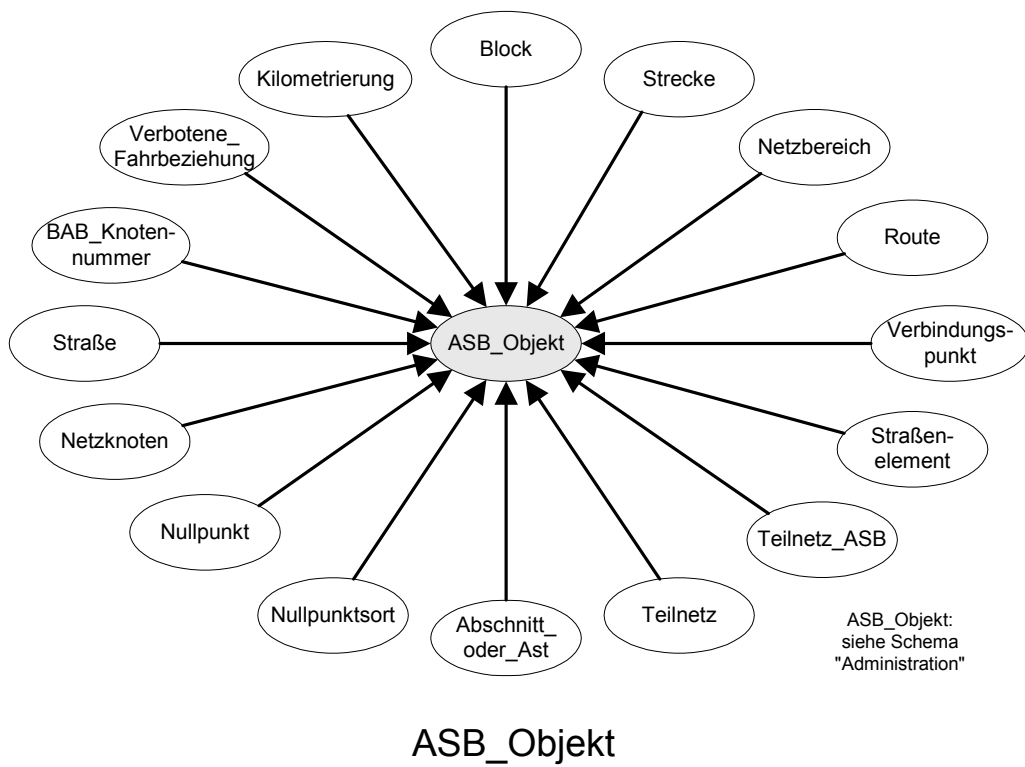 Block
Kilometrierung
Strecke
Verbotene_
Fahrbeziehung
Netzbereich
BAB_Knoten-
nummer
Route
Straße
ASB_Objekt
Verbindungs-
punkt
Netzknoten
Straßen-
element
Nullpunkt
Teilnetz_ASB
Nullpunktsort
Abschnitt_
oder_Ast
Teilnetz
ASB_Objekt:
siehe Schema
"Administration"
ASB_Objekt